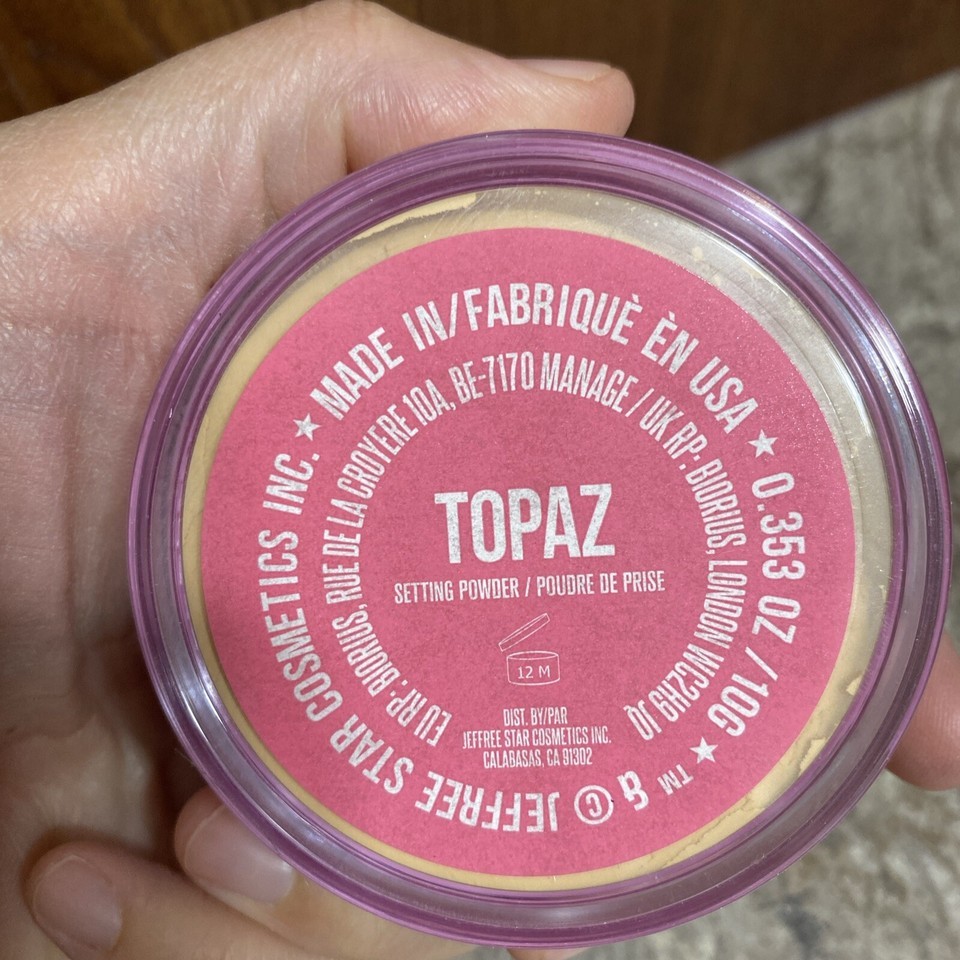 ★ MADE IN/FABRIQUÈ ÈN USA ★ 0.353 OZ / 10G ★ ™ & © JEFFREE STAR COSMETICS INC.
EU RP: BIORIUS, RUE DE LA CROYERE 10A, BE-7170 MANAGE / UK RP: BIORIUS, LONDON WC2H9 JQ
TOPAZ
SETTING POWDER / POUDRE DE PRISE
12 M
DIST. BY/PAR
JEFFREE STAR COSMETICS INC.
CALABASAS, CA 91302